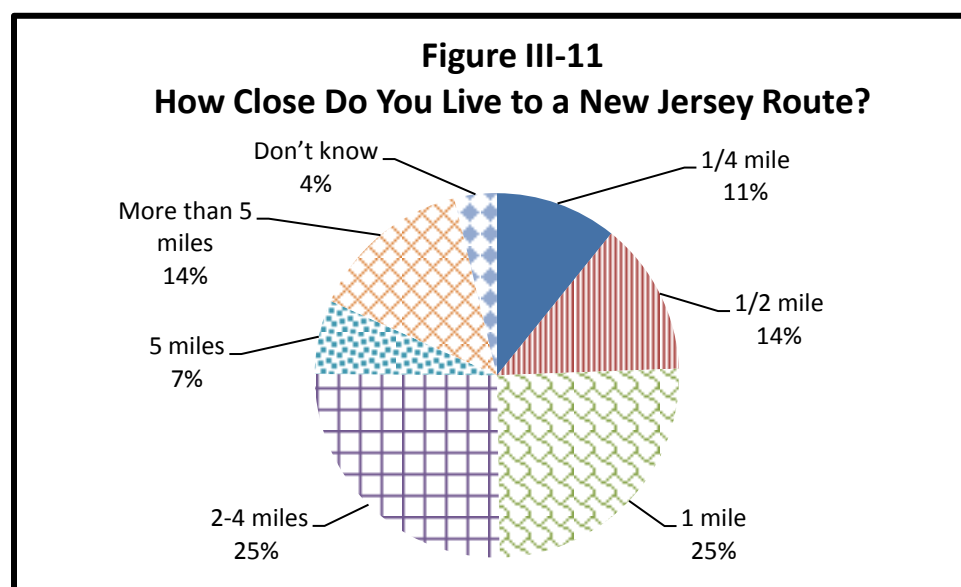 Figure III-11
How Close Do You Live to a New Jersey Route?
Don't know
4%
1/4 mile
11%
More than 5
miles
14%
1/2 mile
14%
5 miles
7%
2-4 miles
25%
1 mile
25%